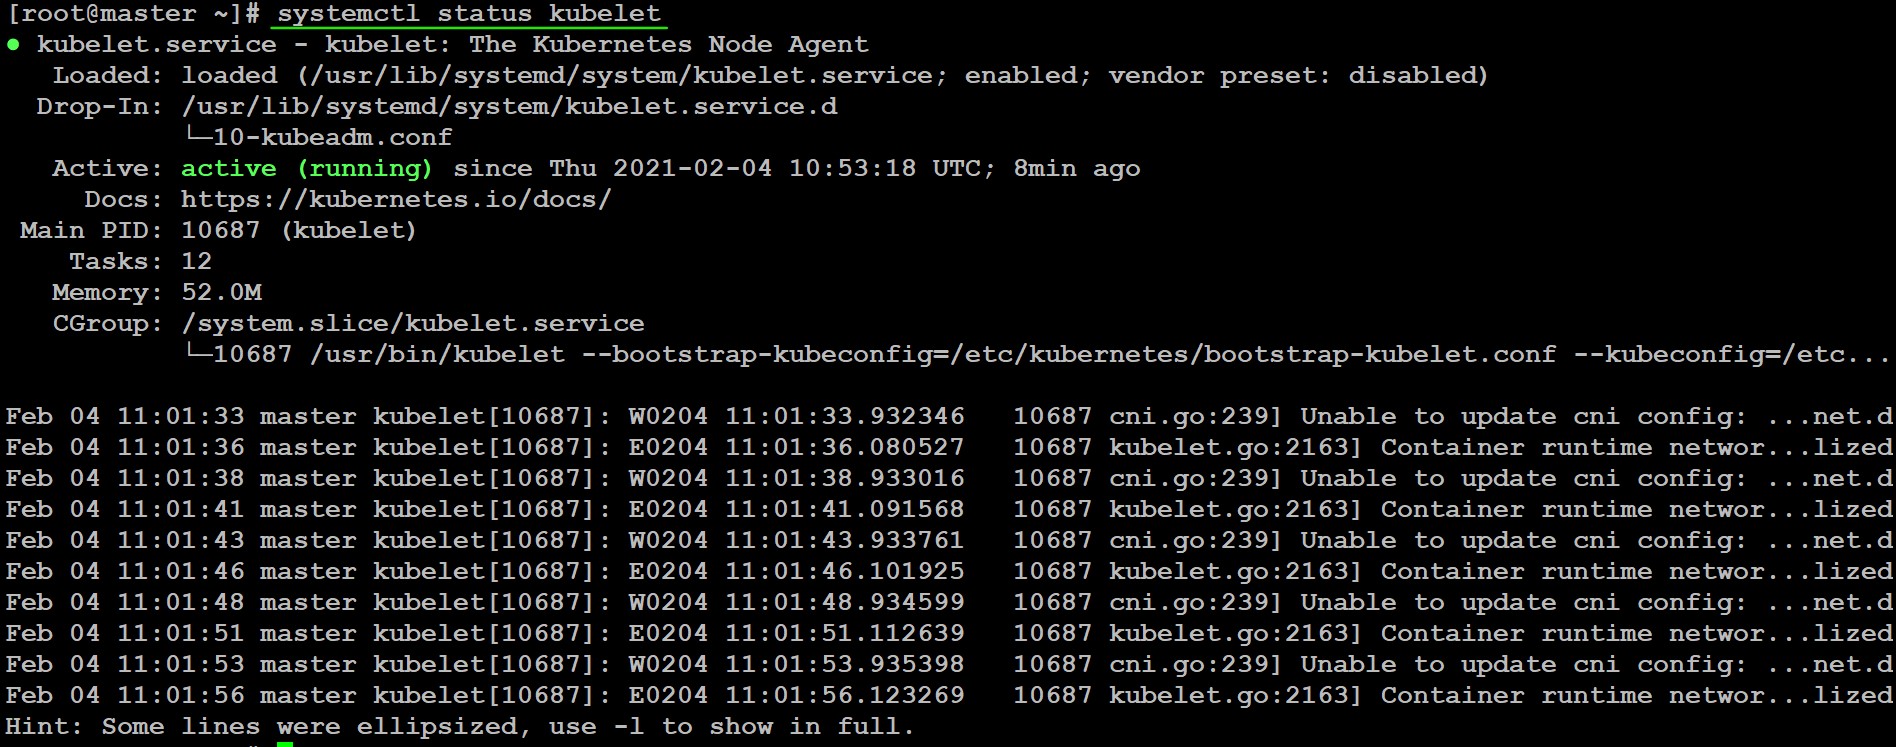 [root@master ~]# systemctl status kubelet
● kubelet.service - kubelet: The Kubernetes Node Agent
   Loaded: loaded (/usr/lib/systemd/system/kubelet.service; enabled; vendor preset: disabled)
  Drop-In: /usr/lib/systemd/system/kubelet.service.d
           └─10-kubeadm.conf
   Active: active (running) since Thu 2021-02-04 10:53:18 UTC; 8min ago
     Docs: https://kubernetes.io/docs/
 Main PID: 10687 (kubelet)
    Tasks: 12
   Memory: 52.0M
   CGroup: /system.slice/kubelet.service
           └─10687 /usr/bin/kubelet --bootstrap-kubeconfig=/etc/kubernetes/bootstrap-kubelet.conf --kubeconfig=/etc...
Feb 04 11:01:33 master kubelet[10687]: W0204 11:01:33.932346   10687 cni.go:239] Unable to update cni config: ...net.d
Feb 04 11:01:36 master kubelet[10687]: E0204 11:01:36.080527   10687 kubelet.go:2163] Container runtime networ...lized
Feb 04 11:01:38 master kubelet[10687]: W0204 11:01:38.933016   10687 cni.go:239] Unable to update cni config: ...net.d
Feb 04 11:01:41 master kubelet[10687]: E0204 11:01:41.091568   10687 kubelet.go:2163] Container runtime networ...lized
Feb 04 11:01:43 master kubelet[10687]: W0204 11:01:43.933761   10687 cni.go:239] Unable to update cni config: ...net.d
Feb 04 11:01:46 master kubelet[10687]: E0204 11:01:46.101925   10687 kubelet.go:2163] Container runtime networ...lized
Feb 04 11:01:48 master kubelet[10687]: W0204 11:01:48.934599   10687 cni.go:239] Unable to update cni config: ...net.d
Feb 04 11:01:51 master kubelet[10687]: E0204 11:01:51.112639   10687 kubelet.go:2163] Container runtime networ...lized
Feb 04 11:01:53 master kubelet[10687]: W0204 11:01:53.935398   10687 cni.go:239] Unable to update cni config: ...net.d
Feb 04 11:01:56 master kubelet[10687]: E0204 11:01:56.123269   10687 kubelet.go:2163] Container runtime networ...lized
Hint: Some lines were ellipsized, use -l to show in full.